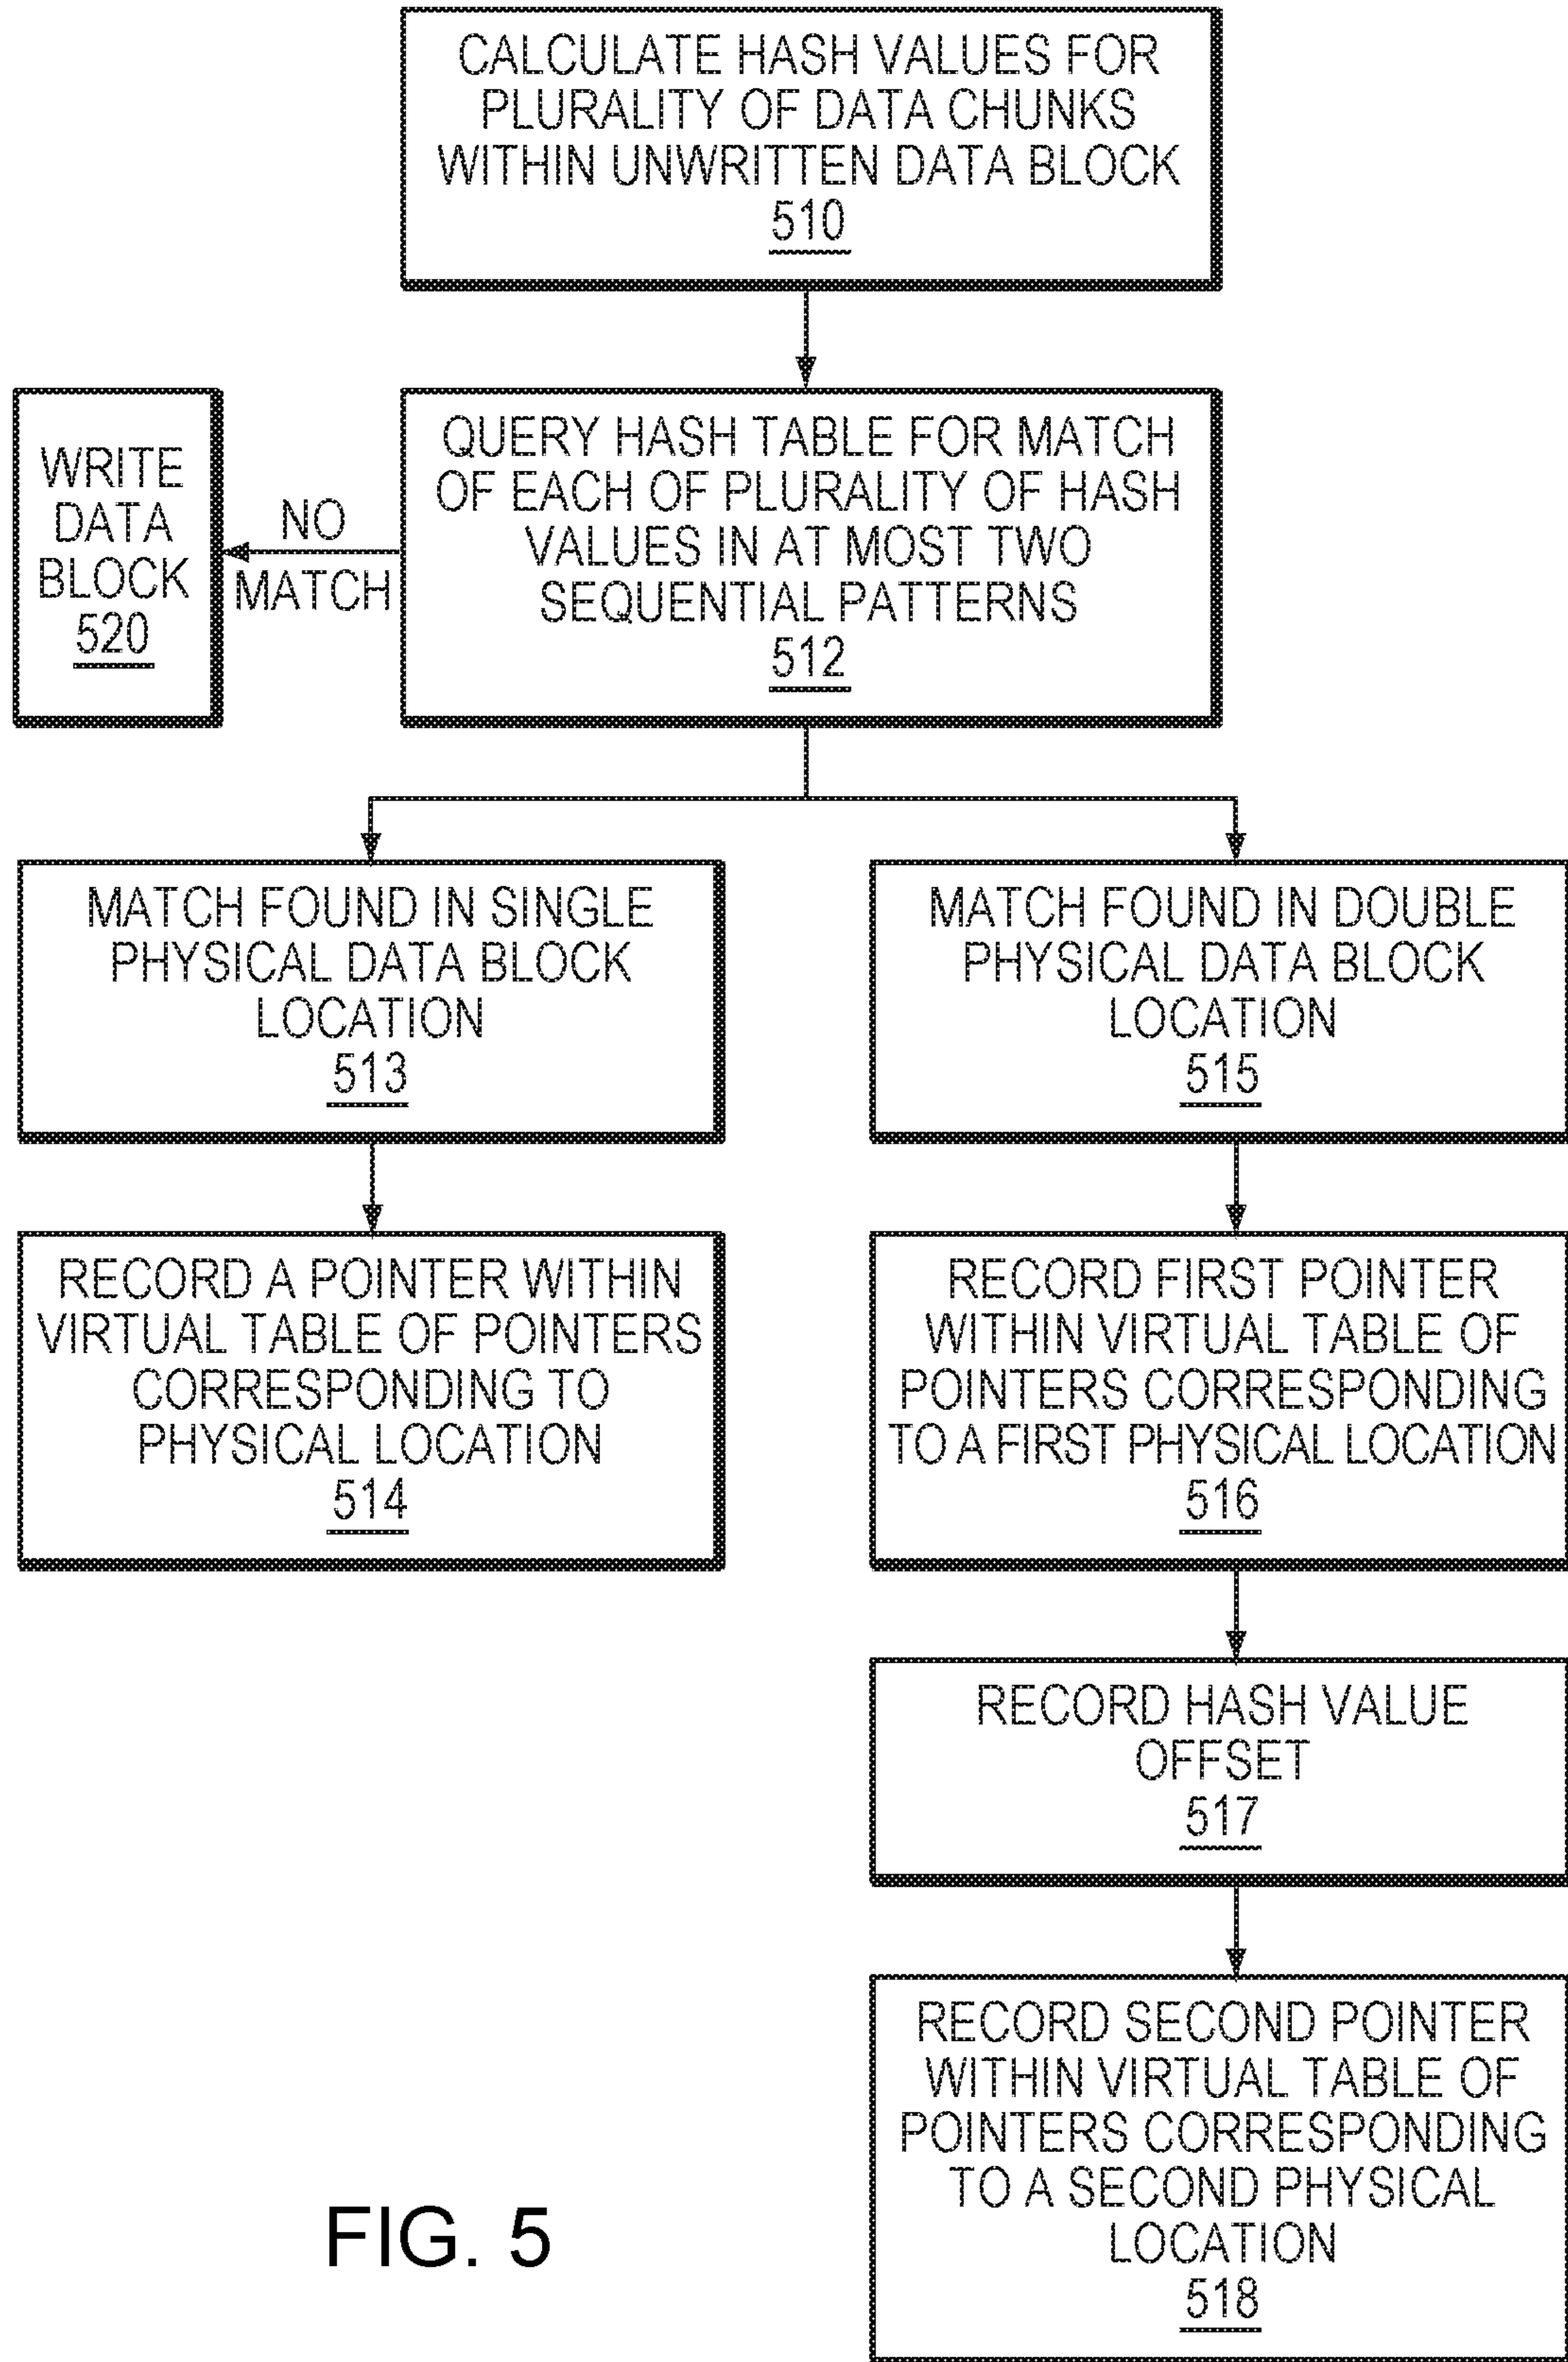 CALCULATE HASH VALUES FOR
PLURALITY OF DATA CHUNKS
WITHIN UNWRITTEN DATA BLOCK
510
WRITE
DATA
BLOCK
520
NO
MATCH
QUERY HASH TABLE FOR MATCH
OF EACH OF PLURALITY OF HASH
VALUES IN AT MOST TWO
SEQUENTIAL PATTERNS
512
MATCH FOUND IN SINGLE
PHYSICAL DATA BLOCK
LOCATION
513
MATCH FOUND IN DOUBLE
PHYSICAL DATA BLOCK
LOCATION
515
RECORD A POINTER WITHIN
VIRTUAL TABLE OF POINTERS
CORRESPONDING TO
PHYSICAL LOCATION
514
RECORD FIRST POINTER
WITHIN VIRTUAL TABLE OF
POINTERS CORRESPONDING
TO A FIRST PHYSICAL LOCATION
516
RECORD HASH VALUE
OFFSET
517
RECORD SECOND POINTER
WITHIN VIRTUAL TABLE OF
POINTERS CORRESPONDING
TO A SECOND PHYSICAL
LOCATION
518
FIG. 5